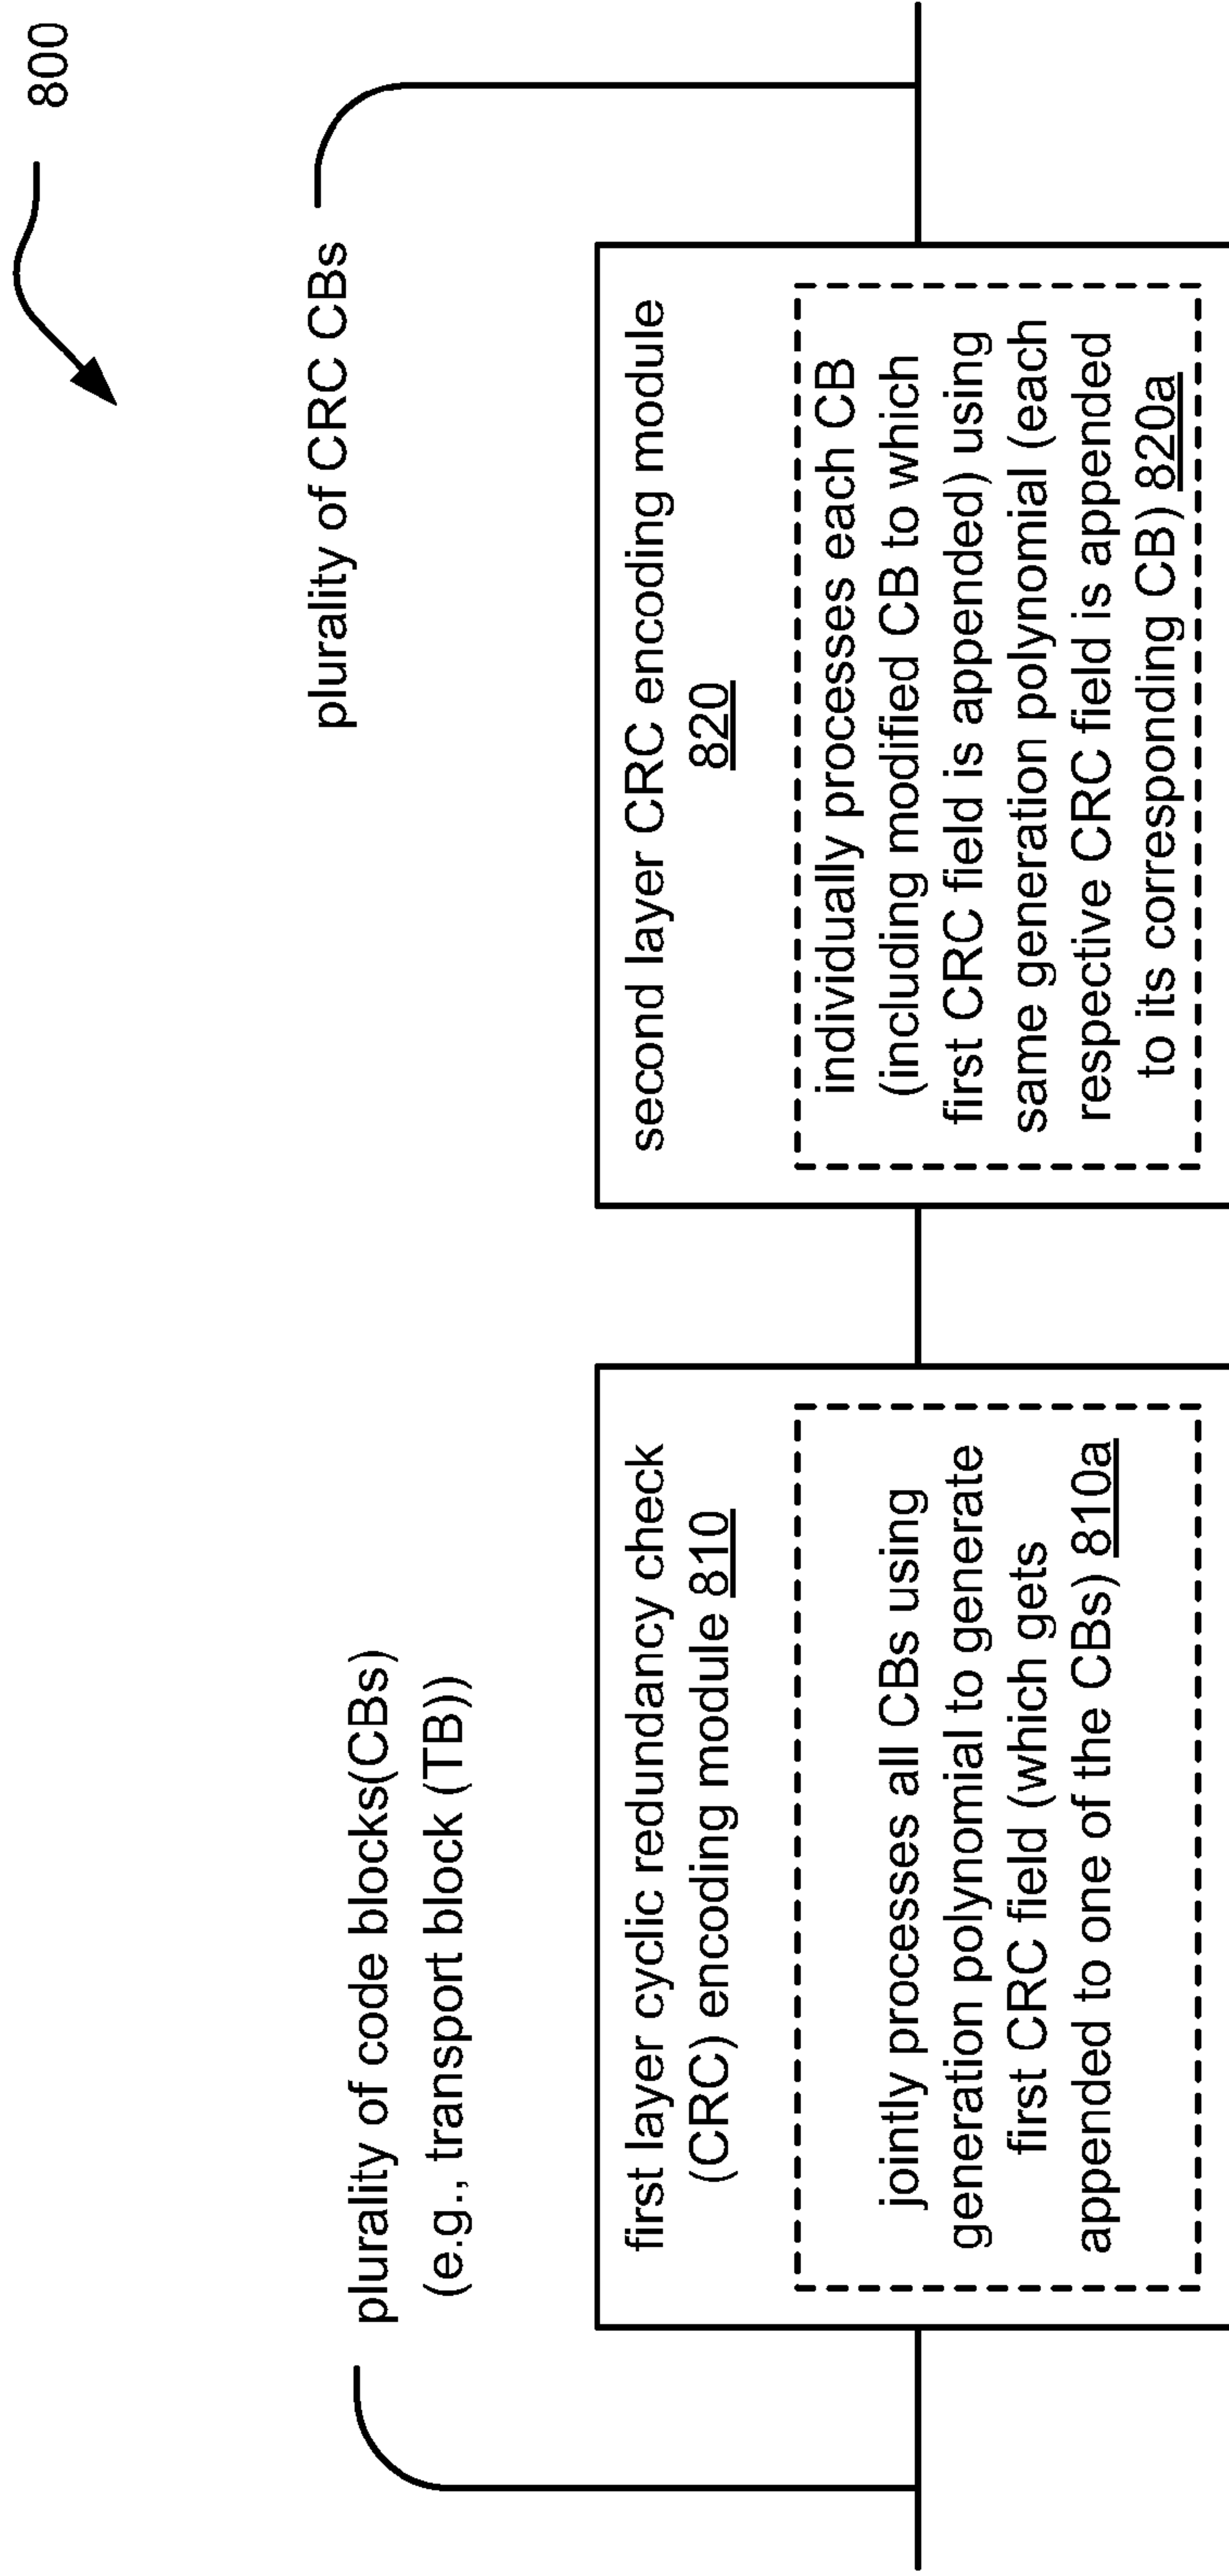 800
plurality of code blocks(CBs)
(e.g., transport block (TB))
plurality of CRC CBs
first layer cyclic redundancy check
(CRC) encoding module 810
jointly processes all CBs using
generation polynomial to generate
first CRC field (which gets
appended to one of the CBs) 810a
second layer CRC encoding module
820
individually processes each CB
(including modified CB to which
first CRC field is appended) using
same generation polynomial (each
respective CRC field is appended
to its corresponding CB) 820a